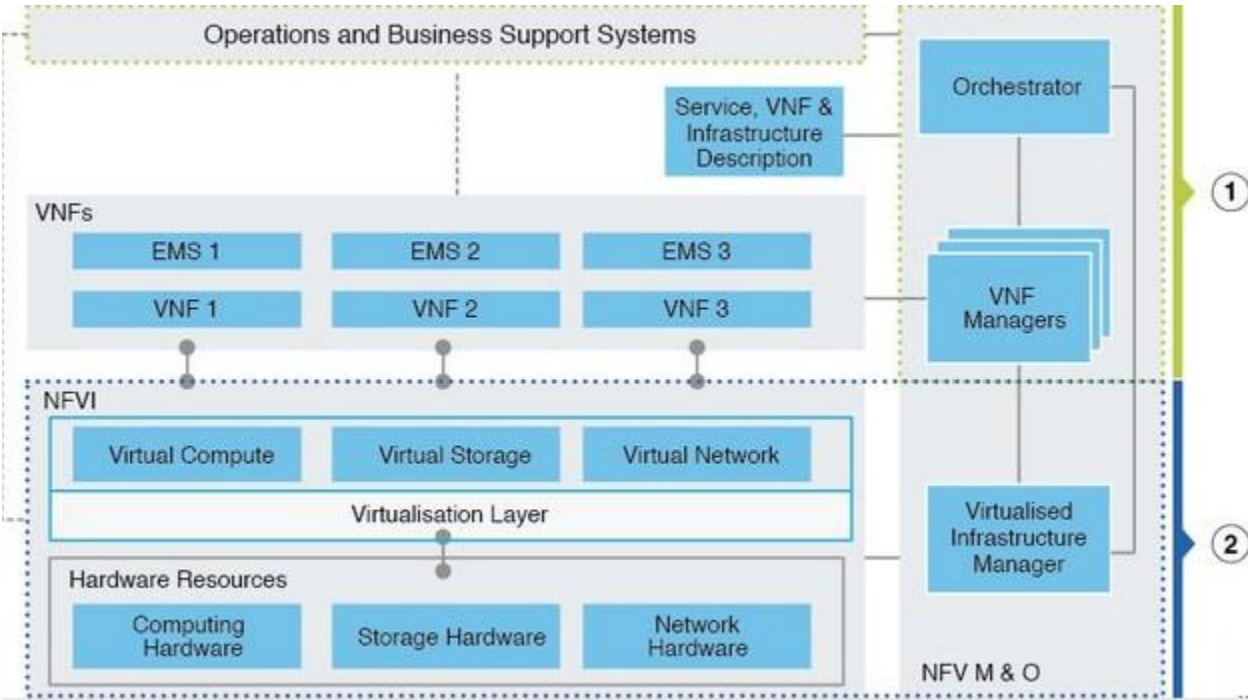 Operations and Business Support Systems
Orchestrator
Service, VNF &
Infrastructure
Description
1
VNFs
EMS 1
EMS 2
EMS 3
VNF 1
VNF 2
VNF 3
VNF
Managers
NFVI
Virtual Compute
Virtual Storage
Virtual Network
Virtualisation Layer
Virtualised
Infrastructure
Manager
2
Hardware Resources
Computing
Hardware
Storage Hardware
Network
Hardware
NFV M & O